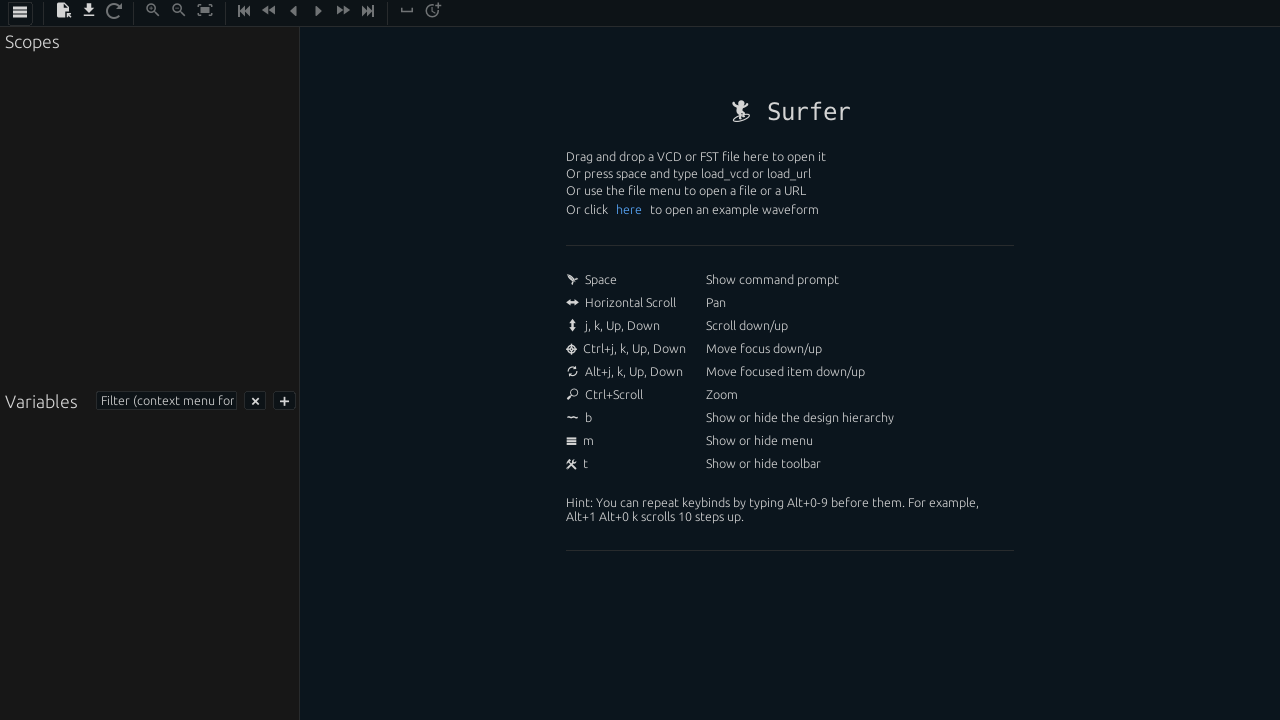 Scopes
Surfer
Drag and drop a VCD or FST file here to open it
Or press space and type load_vcd or load_url
Or use the file menu to open a file or a URL
Or click here to open an example waveform
Space Show command prompt
Horizontal Scroll Pan
j, k, Up, Down Scroll down/up
Ctrl+j, k, Up, Down Move focus down/up
Alt+j, k, Up, Down Move focused item down/up
Ctrl+Scroll Zoom
b Show or hide the design hierarchy
m Show or hide menu
t Show or hide toolbar
Hint: You can repeat keybinds by typing Alt+0-9 before them. For example,
Alt+1 Alt+0 k scrolls 10 steps up.
Variables Filter (context menu for